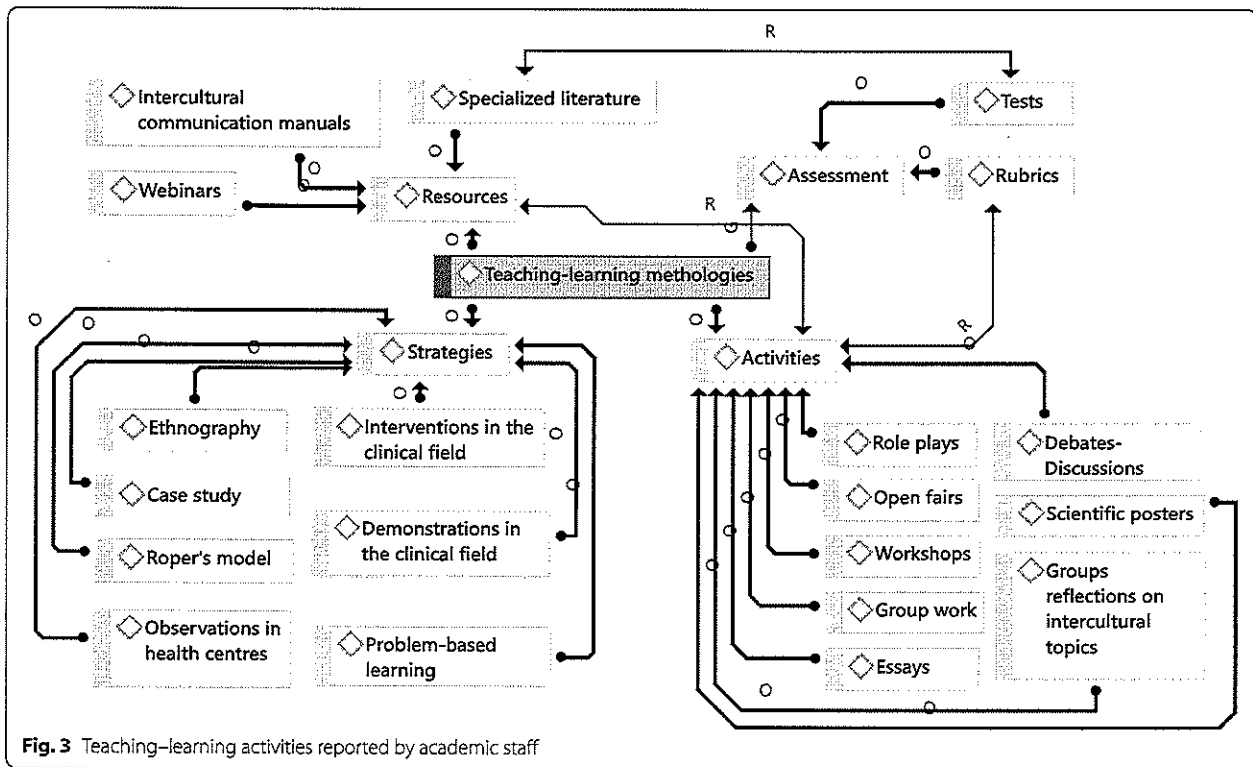 R
Intercultural
communication manuals
Specialized literature
O
Tests
O
O
O
Assessment
O
Rubrics
Webinars
O
Resources
R
G
O
Teaching-learning methologies
O
O
O
O
O
O
R
O
Strategies
Activities
O
Ethnography
Interventions in the
clinical field
O
O
Role plays
Debates-
Discussions
O
Case study
O
Open fairs
Scientific posters
O
Demonstrations in
the clinical field
O
Roper's model
O
Workshops
Groups
reflections on
intercultural
topics
O
Group work
Observations in
health centres
Problem-based
learning
Essays
O
O
Fig. 3 Teaching–learning activities reported by academic staff